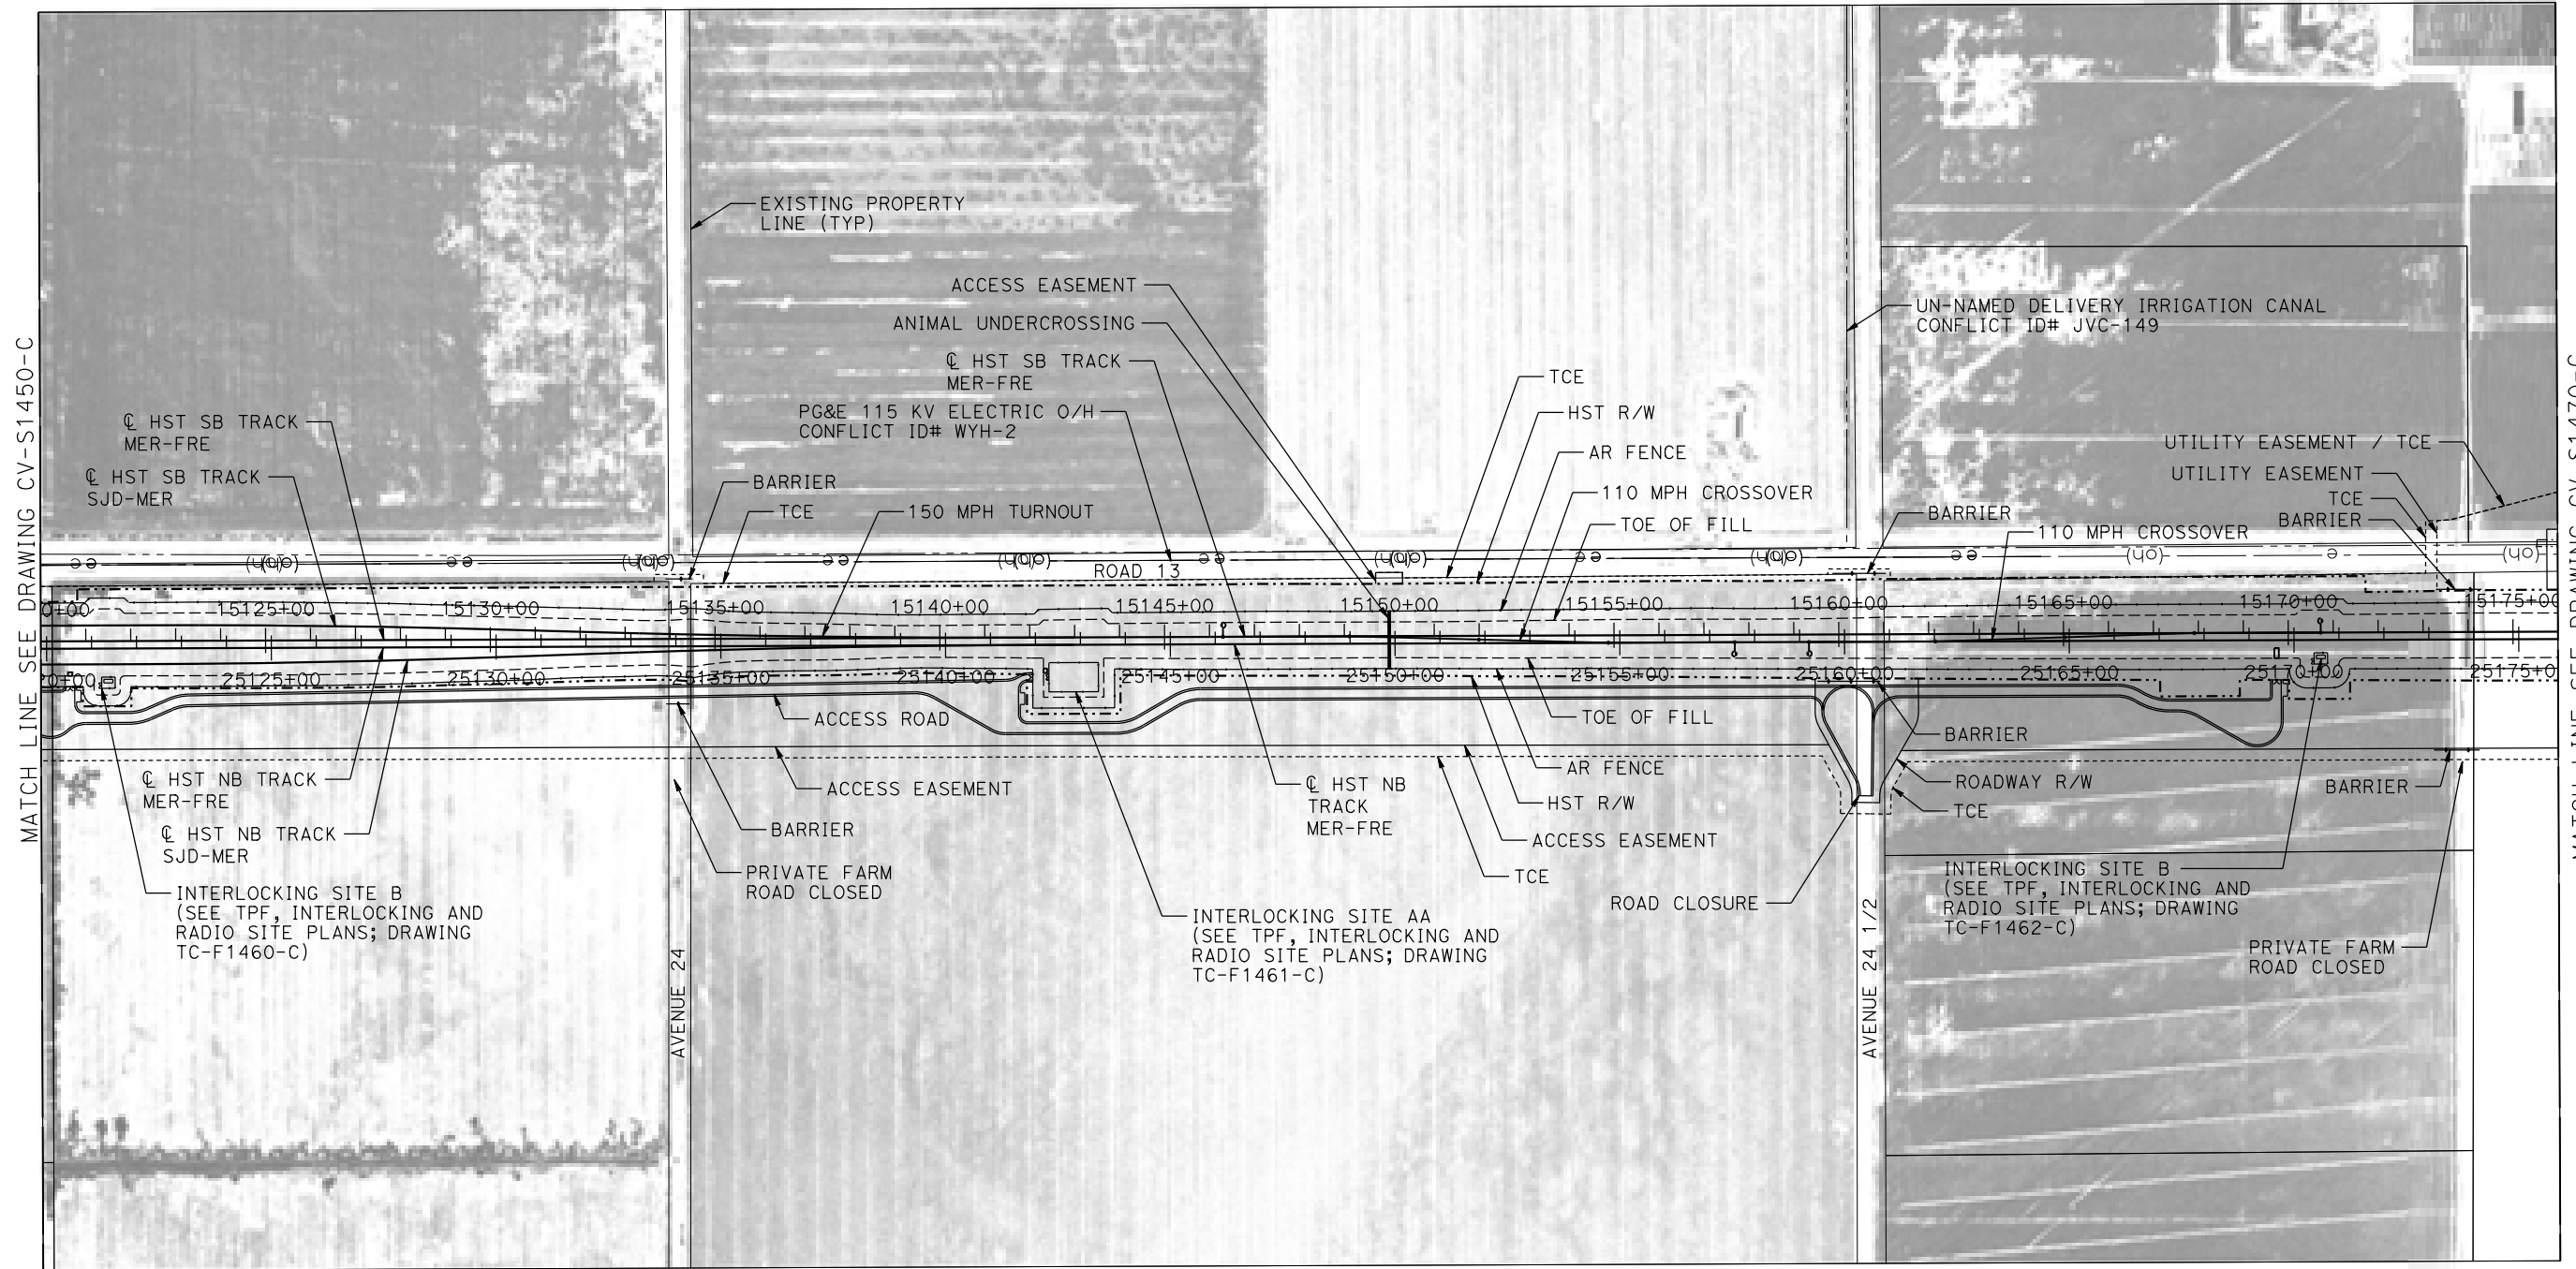 MATCH LINE SEE DRAWING CV-S1450-C
EXISTING PROPERTY
LINE (TYP)
ACCESS EASEMENT
ANIMAL UNDERCROSSING
℄ HST SB TRACK
MER-FRE
PG&E 115 KV ELECTRIC O/H
CONFLICT ID# WYH-2
℄ HST SB TRACK
MER-FRE
℄ HST SB TRACK
SJD-MER
BARRIER
TCE
150 MPH TURNOUT
TCE
HST R/W
AR FENCE
110 MPH CROSSOVER
TOE OF FILL
UN-NAMED DELIVERY IRRIGATION CANAL
CONFLICT ID# JVC-149
BARRIER
110 MPH CROSSOVER
UTILITY EASEMENT / TCE
UTILITY EASEMENT
TCE
BARRIER
ROAD 13
0+00
15125+00
15130+00
15135+00
15140+00
15145+00
15150+00
15155+00
15160+00
15165+00
15170+00
15175+00
0+00
25125+00
25130+00
25135+00
25140+00
25145+00
25150+00
25155+00
25160+00
25165+00
25170+00
25175+00
℄ HST NB TRACK
MER-FRE
℄ HST NB TRACK
SJD-MER
INTERLOCKING SITE B
(SEE TPF, INTERLOCKING AND
RADIO SITE PLANS; DRAWING
TC-F1460-C)
ACCESS ROAD
ACCESS EASEMENT
BARRIER
PRIVATE FARM
ROAD CLOSED
AVENUE 24
INTERLOCKING SITE AA
(SEE TPF, INTERLOCKING AND
RADIO SITE PLANS; DRAWING
TC-F1461-C)
℄ HST NB
TRACK
MER-FRE
TOE OF FILL
AR FENCE
HST R/W
ACCESS EASEMENT
TCE
ROAD CLOSURE
AVENUE 24 1/2
BARRIER
ROADWAY R/W
TCE
INTERLOCKING SITE B
(SEE TPF, INTERLOCKING AND
RADIO SITE PLANS; DRAWING
TC-F1462-C)
BARRIER
PRIVATE FARM
ROAD CLOSED
MATCH LINE SEE DRAWING CV-S1470-C